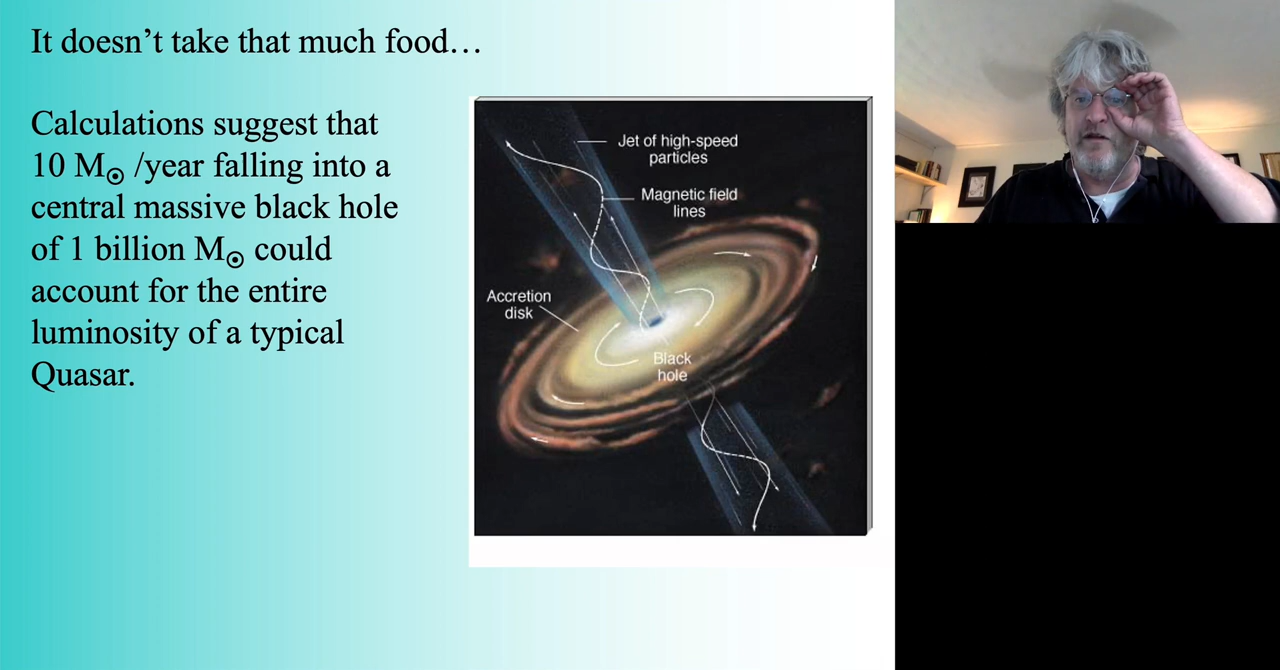 It doesn’t take that much food…
Calculations suggest that
10 M☉ /year falling into a
central massive black hole
of 1 billion M☉ could
account for the entire
luminosity of a typical
Quasar.
Jet of high-speed
particles
Magnetic field
lines
Accretion
disk
Black
hole